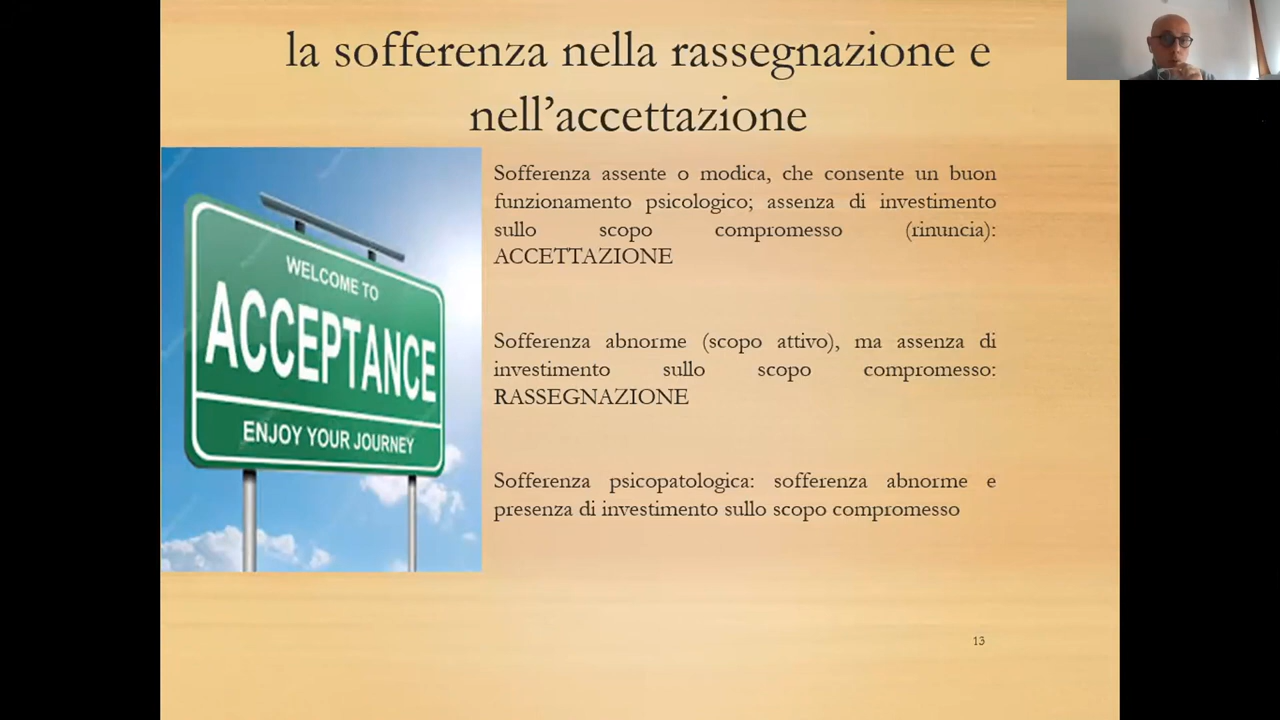 la sofferenza nella rassegnazione e
nell’accettazione
WELCOME TO
ACCEPTANCE
ENJOY YOUR JOURNEY
Sofferenza assente o modica, che consente un buon
funzionamento psicologico; assenza di investimento
sullo scopo compromesso (rinuncia):
ACCETTAZIONE
Sofferenza abnorme (scopo attivo), ma assenza di
investimento sullo scopo compromesso:
RASSEGNAZIONE
Sofferenza psicopatologica: sofferenza abnorme e
presenza di investimento sullo scopo compromesso
13